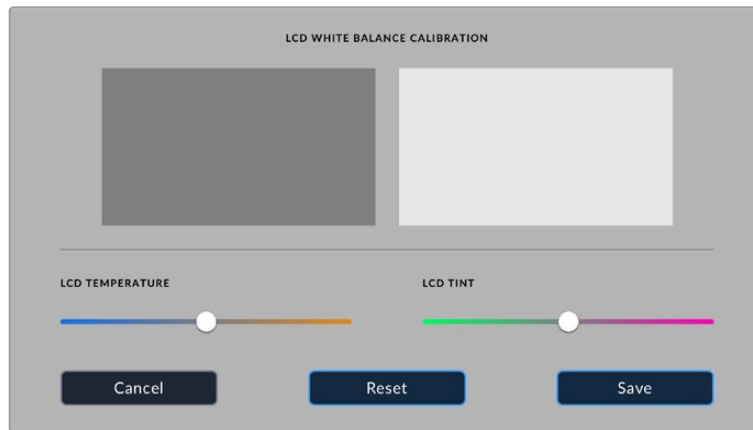 LCD WHITE BALANCE CALIBRATION
LCD TEMPERATURE
LCD TINT
Cancel
Reset
Save